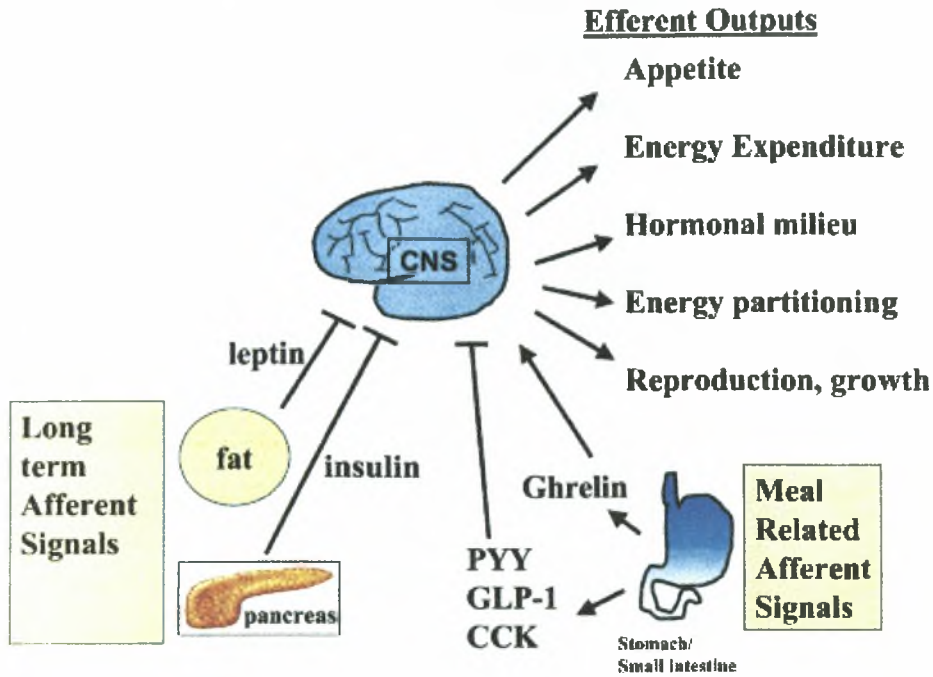 Efferent Outputs
Appetite
Energy Expenditure
Hormonal milieu
Energy partitioning
Reproduction, growth
CNS
leptin
Long
term
Afferent
Signals
fat
insulin
pancreas
Ghrelin
PYY
GLP-1
CCK
Stomach/
Small intestine
Meal
Related
Afferent
Signals